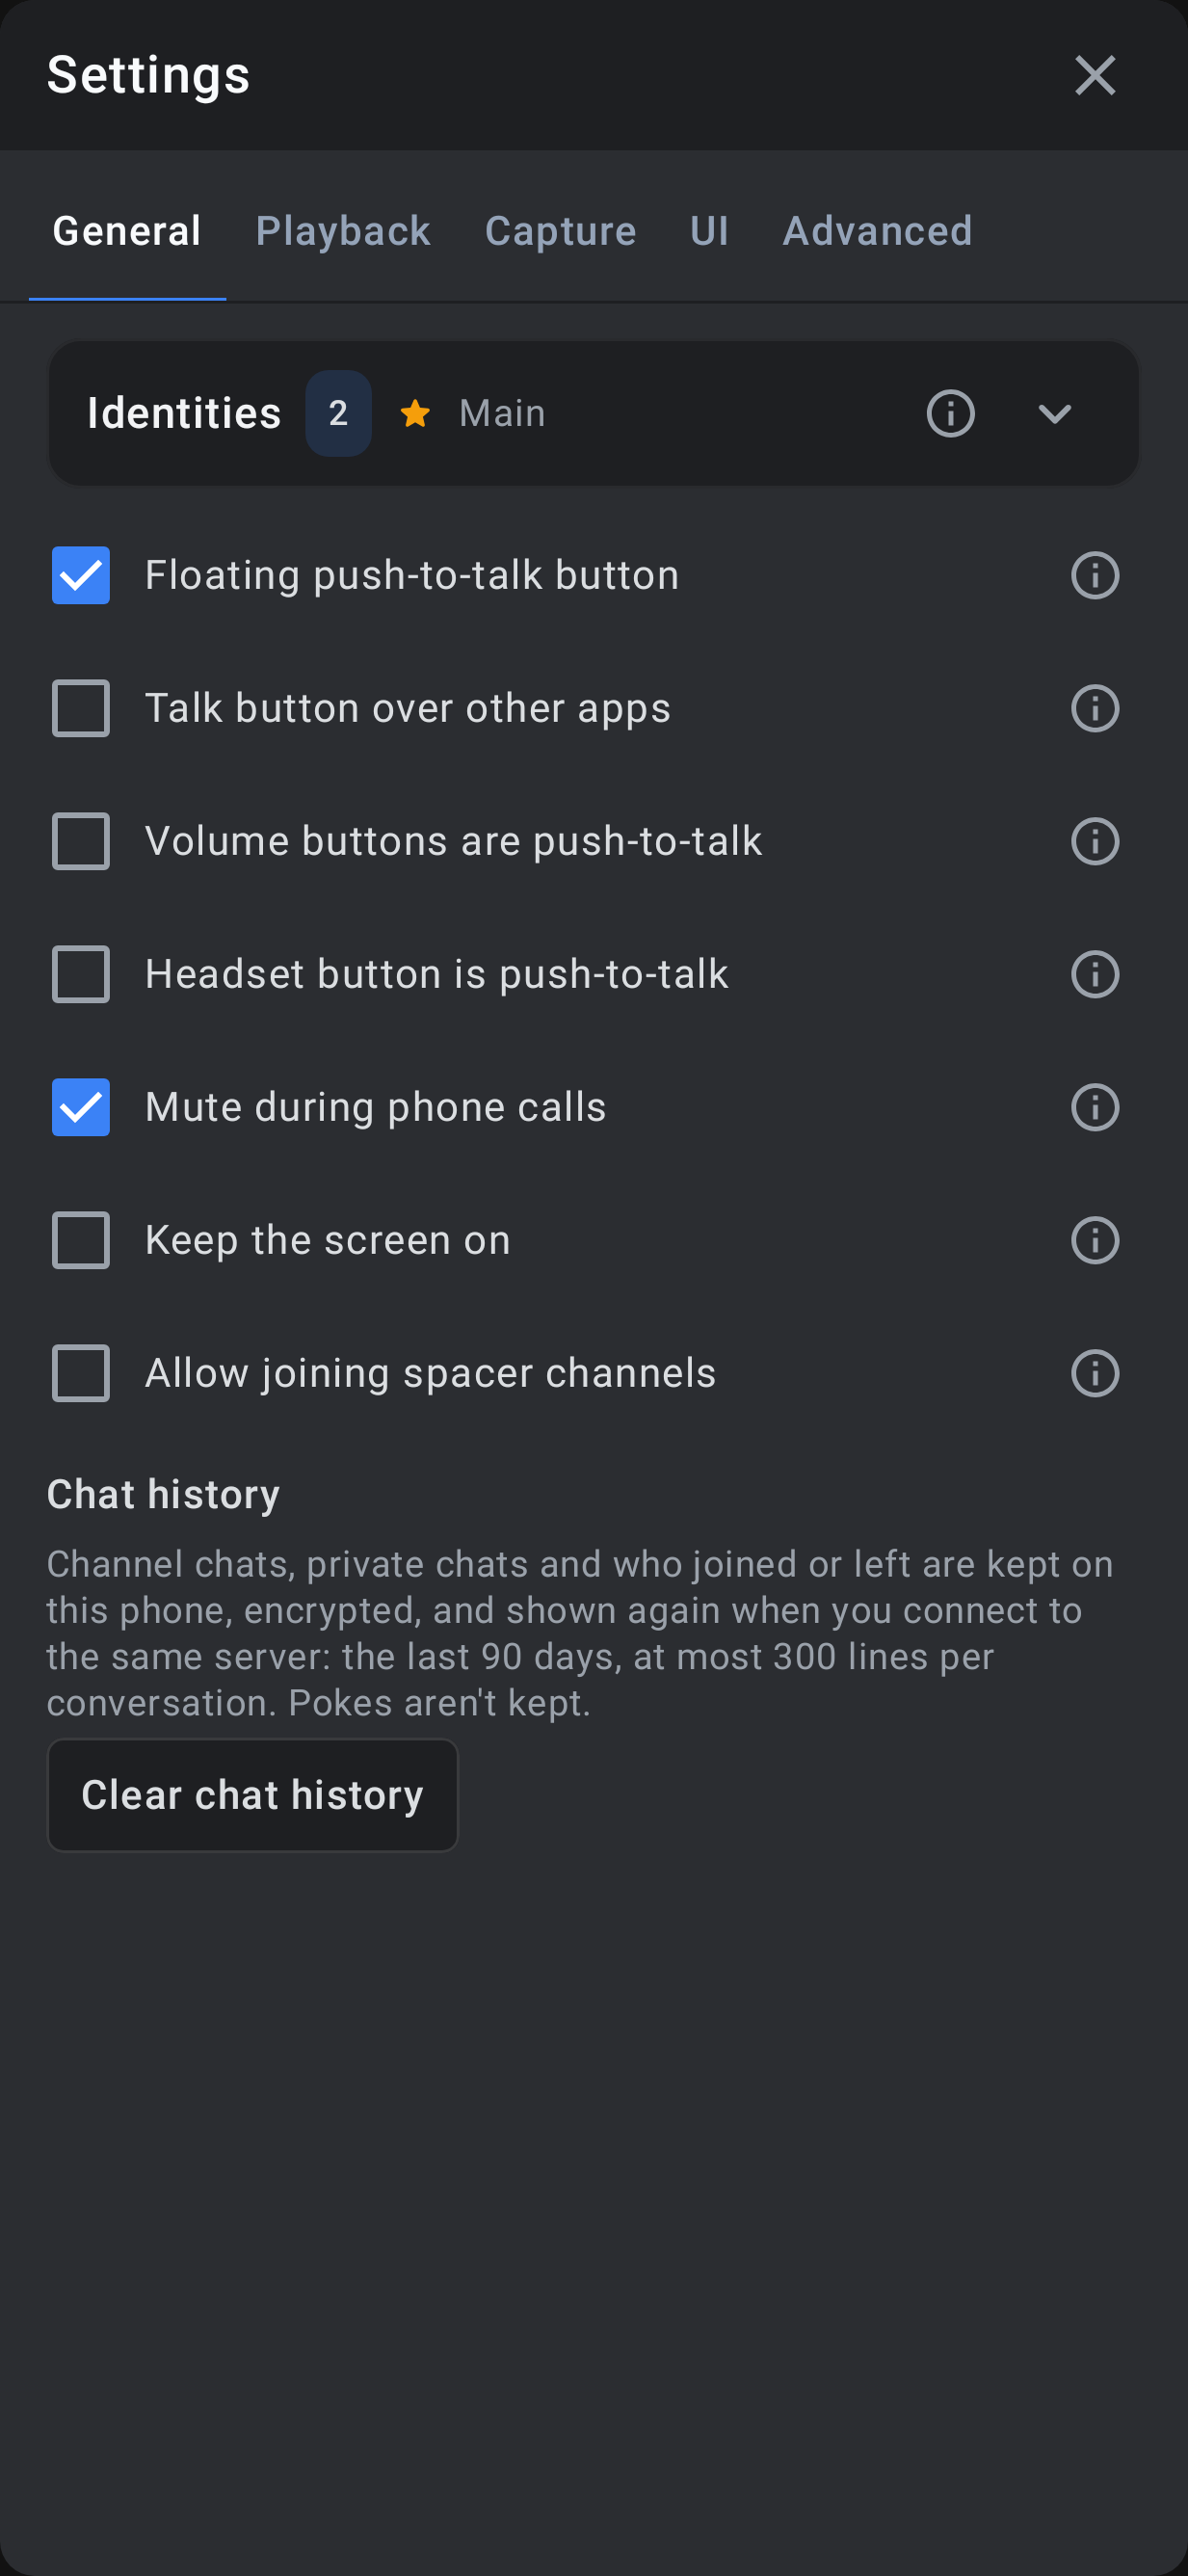 Settings
General Playback Capture UI Advanced
Identities 2 Main
Floating push-to-talk button
Talk button over other apps
Volume buttons are push-to-talk
Headset button is push-to-talk
Mute during phone calls
Keep the screen on
Allow joining spacer channels
Chat history
Channel chats, private chats and who joined or left are kept on
this phone, encrypted, and shown again when you connect to
the same server: the last 90 days, at most 300 lines per
conversation. Pokes aren't kept.
Clear chat history